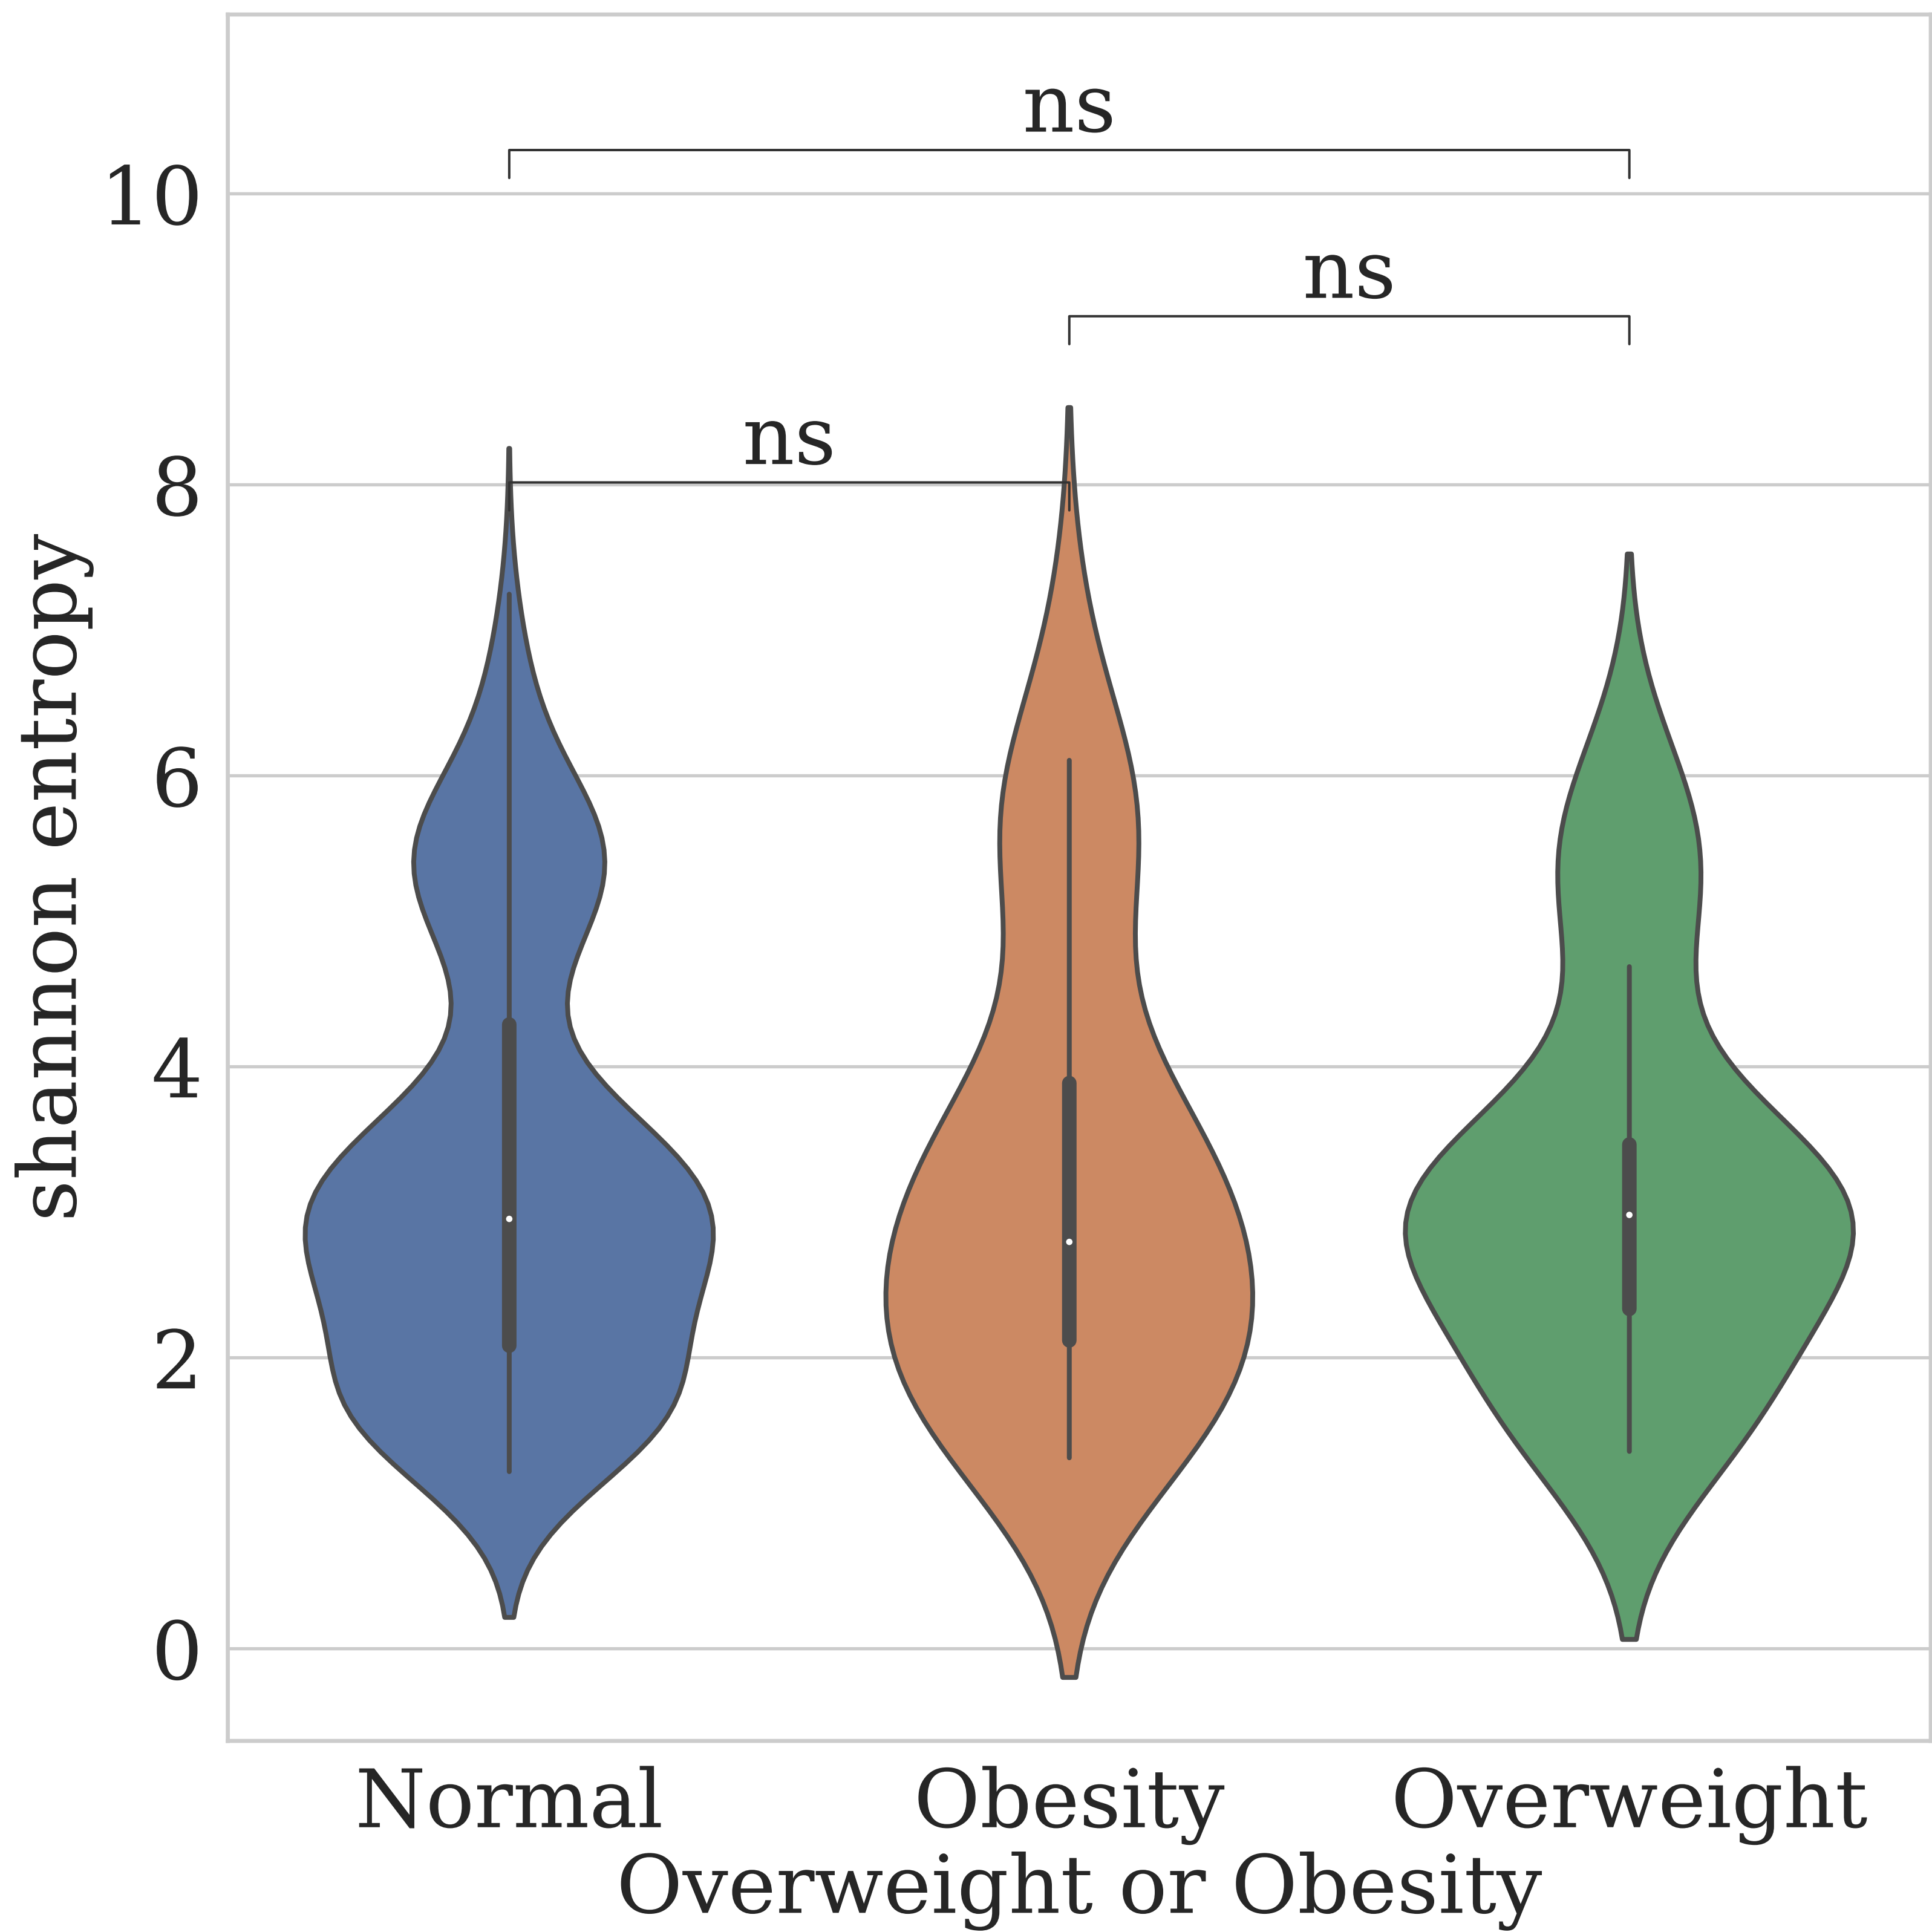 ns
10
ns
ns
8
6
4
2
0
shannon entropy
Normal Obesity Overweight
Overweight or Obesity